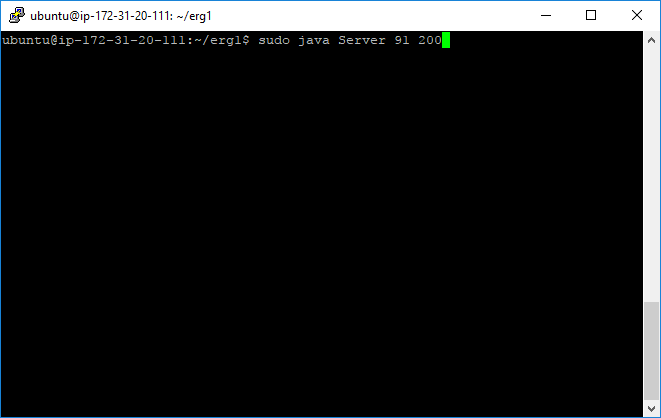 ubuntu@ip-172-31-20-111: ~/erg1
ubuntu@ip-172-31-20-111:~/erg1$ sudo java Server 91 200